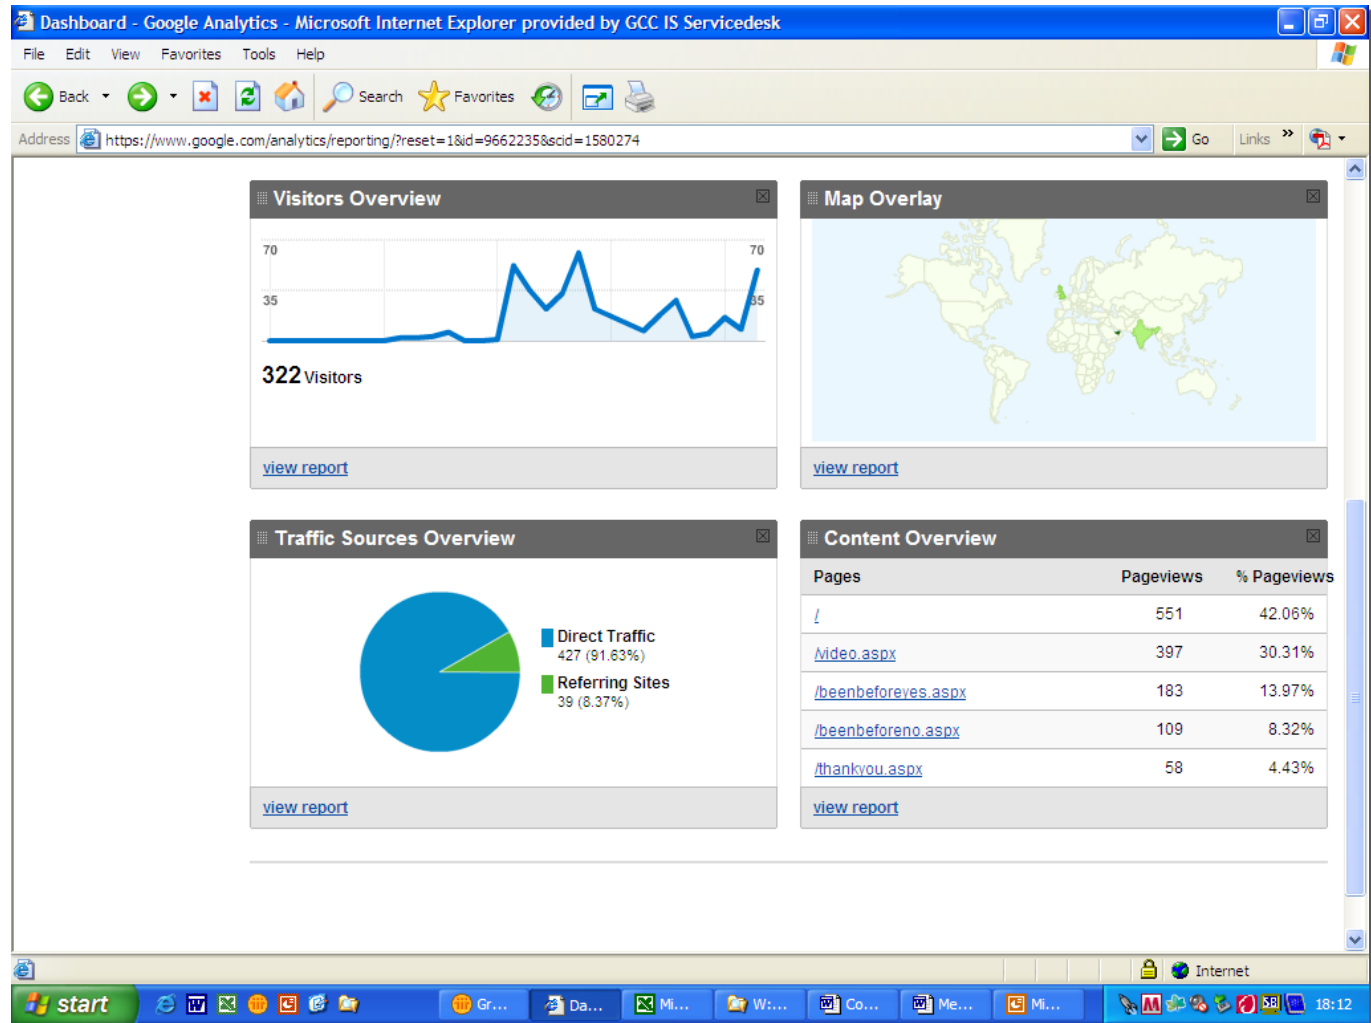 Dashboard - Google Analytics - Microsoft Internet Explorer provided by GCC IS Servicedesk
File Edit View Favorites Tools Help
Back Search Favorites
Address https://www.google.com/analytics/reporting/?reset=1&id=9662235&scid=1580274 Go Links »
Visitors Overview
70 70
35 35
322 Visitors
view report
Map Overlay
view report
Traffic Sources Overview
Direct Traffic
427 (91.63%)
Referring Sites
39 (8.37%)
view report
Content Overview
Pages Pageviews % Pageviews
/ 551 42.06%
/video.aspx 397 30.31%
/beenbeforeyes.aspx 183 13.97%
/beenbeforeno.aspx 109 8.32%
/thankyou.aspx 58 4.43%
view report
Internet
start Gr... Da... Mi... W:... Co... Me... Mi... 18:12